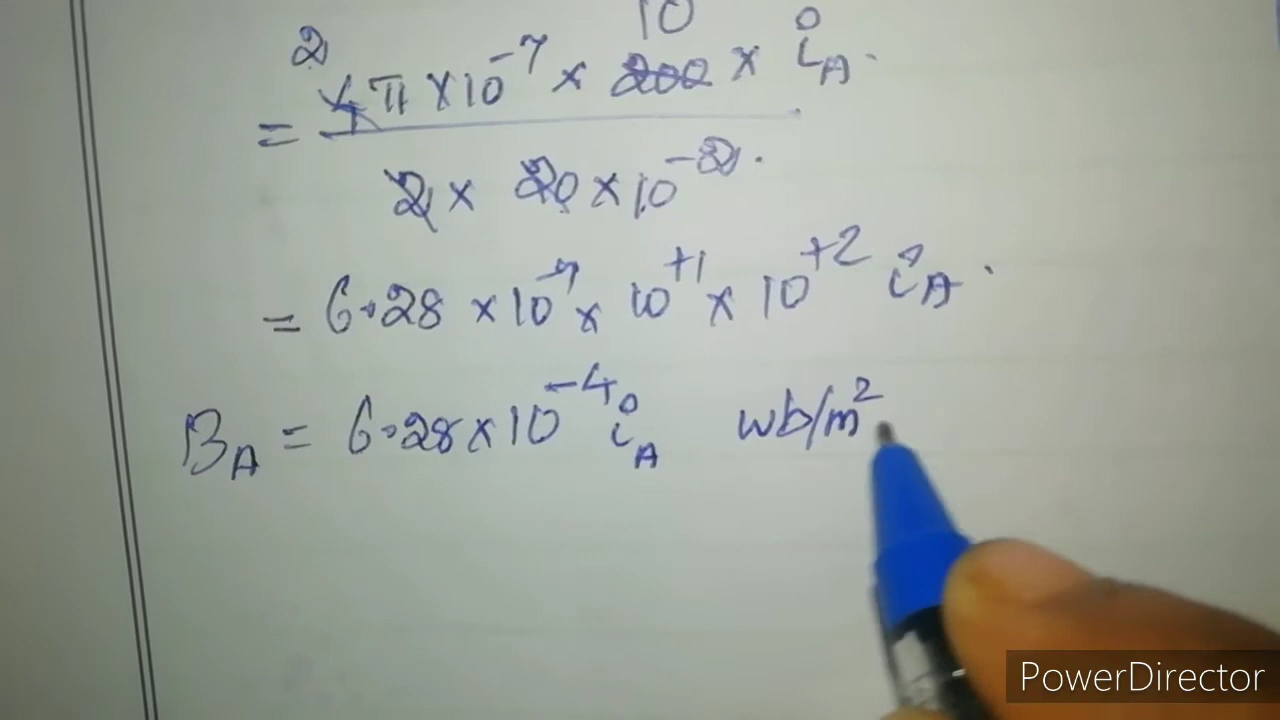 2 10
= 4π × 10⁻⁷ × 200 × i_A.
2 × 20 × 10⁻².
= 6.28 × 10⁻⁷ × 10⁺¹ × 10⁺² i_A.
B_A = 6.28 × 10⁻⁴ i_A wb/m²
PowerDirector